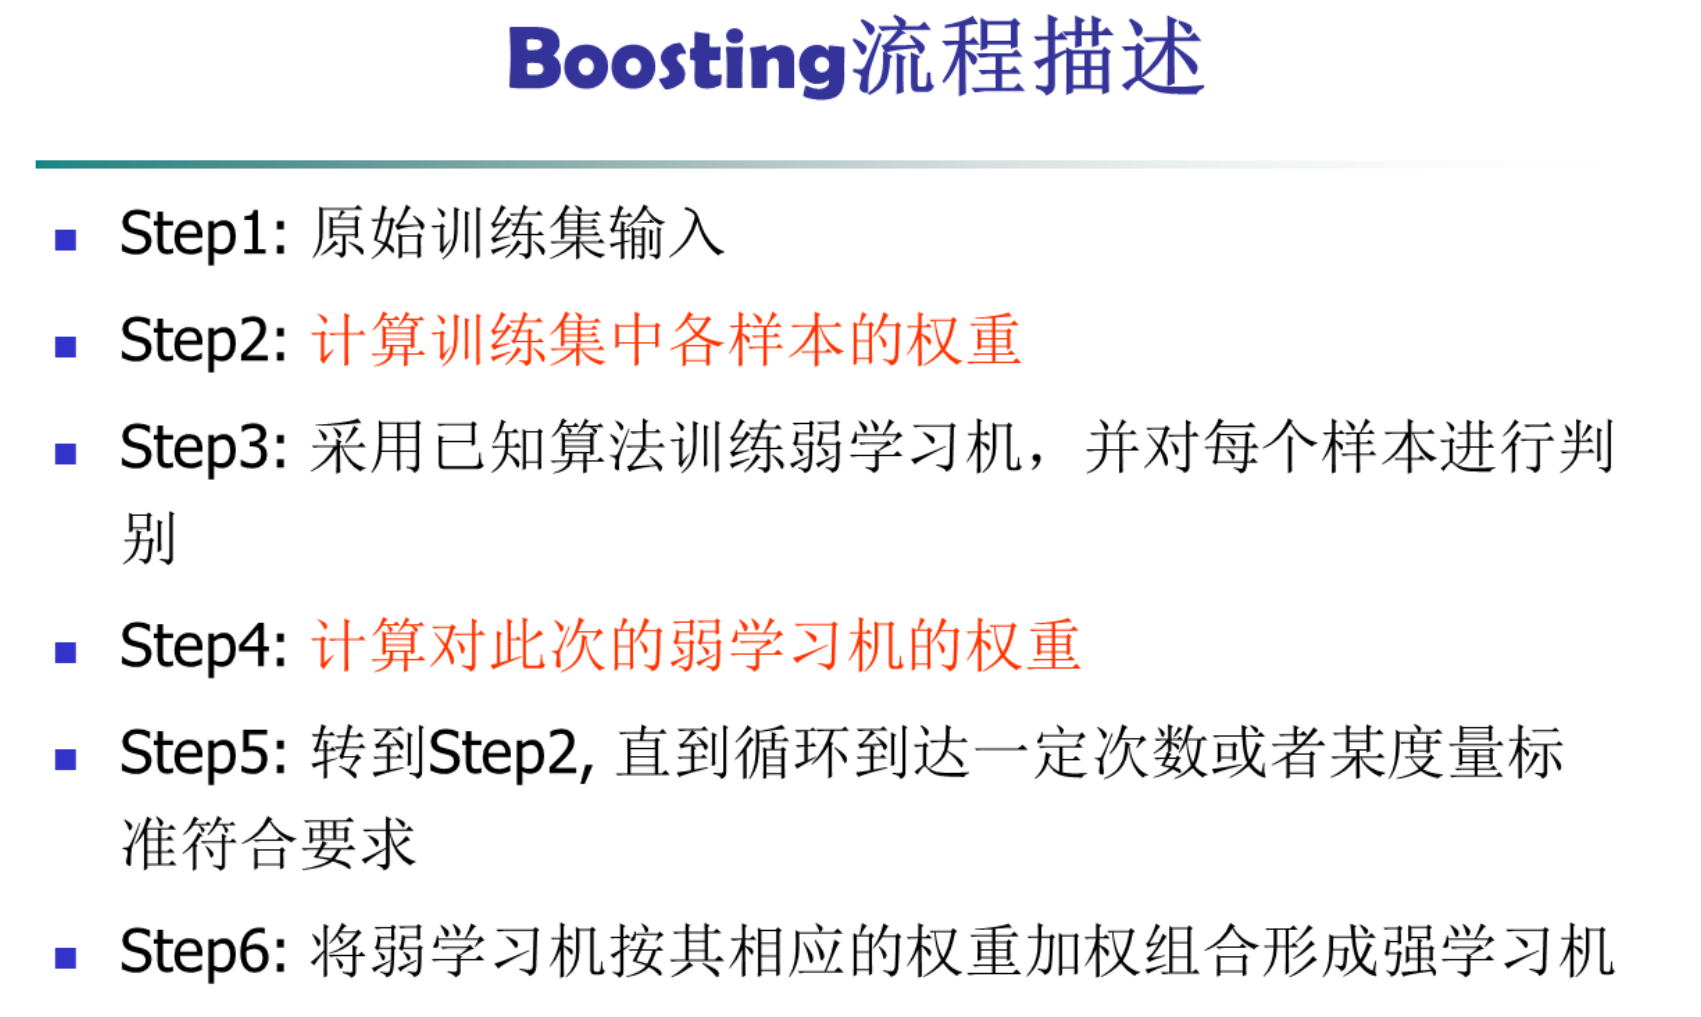 Boosting流程描述
Step1: 原始训练集输入
Step2: 计算训练集中各样本的权重
Step3: 采用已知算法训练弱学习机，并对每个样本进行判
别
Step4: 计算对此次的弱学习机的权重
Step5: 转到Step2, 直到循环到达一定次数或者某度量标
准符合要求
Step6: 将弱学习机按其相应的权重加权组合形成强学习机